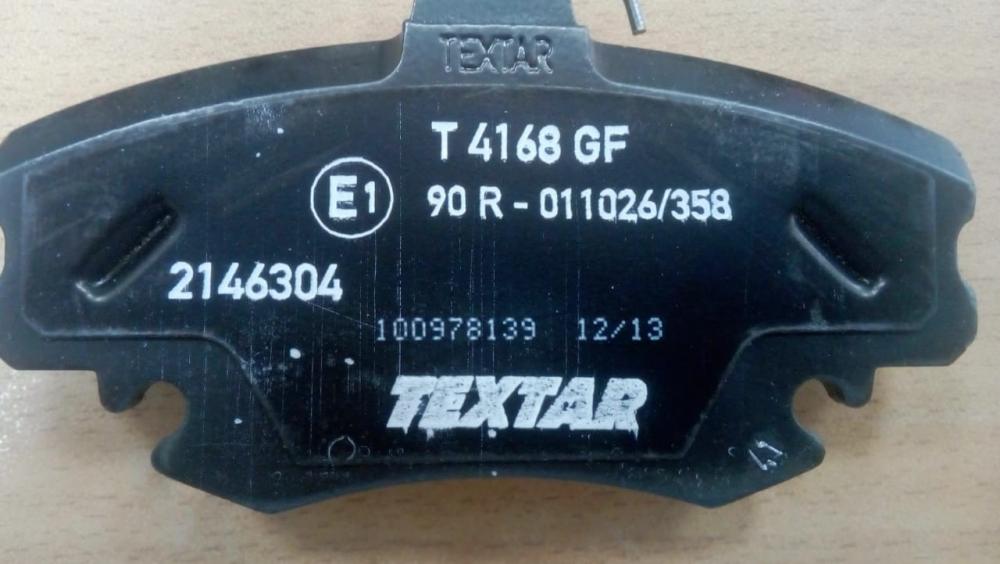 TEXTAR
T 4168 GF
E1
90 R - 011026/358
2146304
100978139 12/13
TEXTAR